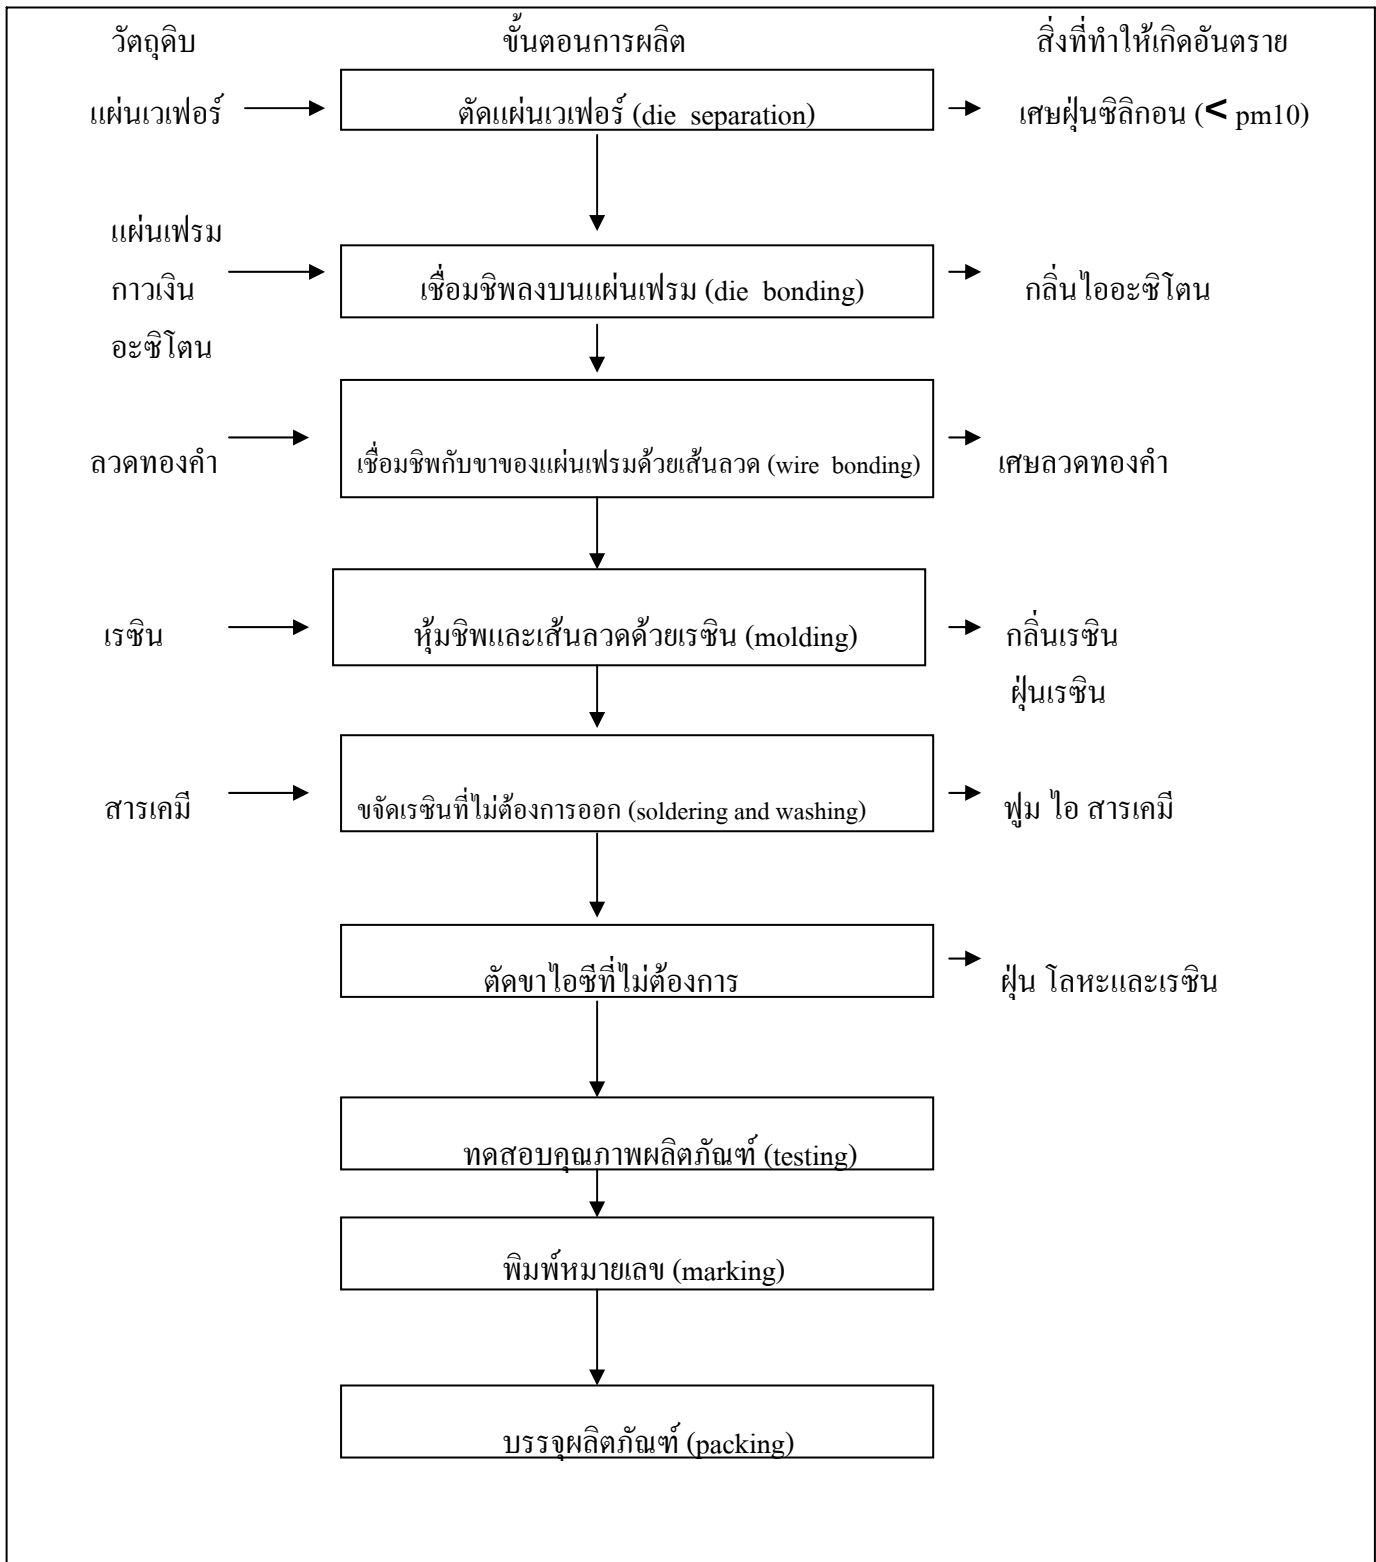 วัตถุดิบ ขั้นตอนการผลิต สิ่งที่ทำให้เกิดอันตราย
แผ่นเวเฟอร์ ตัดแผ่นเวเฟอร์ (die separation) เศษฝุ่นซิลิกอน (< pm10)
แผ่นเฟรม
กาวเงิน เชื่อมชิพลงบนแผ่นเฟรม (die bonding) กลิ่นไออะซิโตน
อะซิโตน
ลวดทองคำ เชื่อมชิพกับขาของแผ่นเฟรมด้วยเส้นลวด (wire bonding) เศษลวดทองคำ
เรซิน หุ้มชิพและเส้นลวดด้วยเรซิน (molding) กลิ่นเรซิน
ฝุ่นเรซิน
สารเคมี ขจัดเรซินที่ไม่ต้องการออก (soldering and washing) ฟูม ไอ สารเคมี
ตัดขาไอซีที่ไม่ต้องการ ฝุ่น โลหะและเรซิน
ทดสอบคุณภาพผลิตภัณฑ์ (testing)
พิมพ์หมายเลข (marking)
บรรจุผลิตภัณฑ์ (packing)